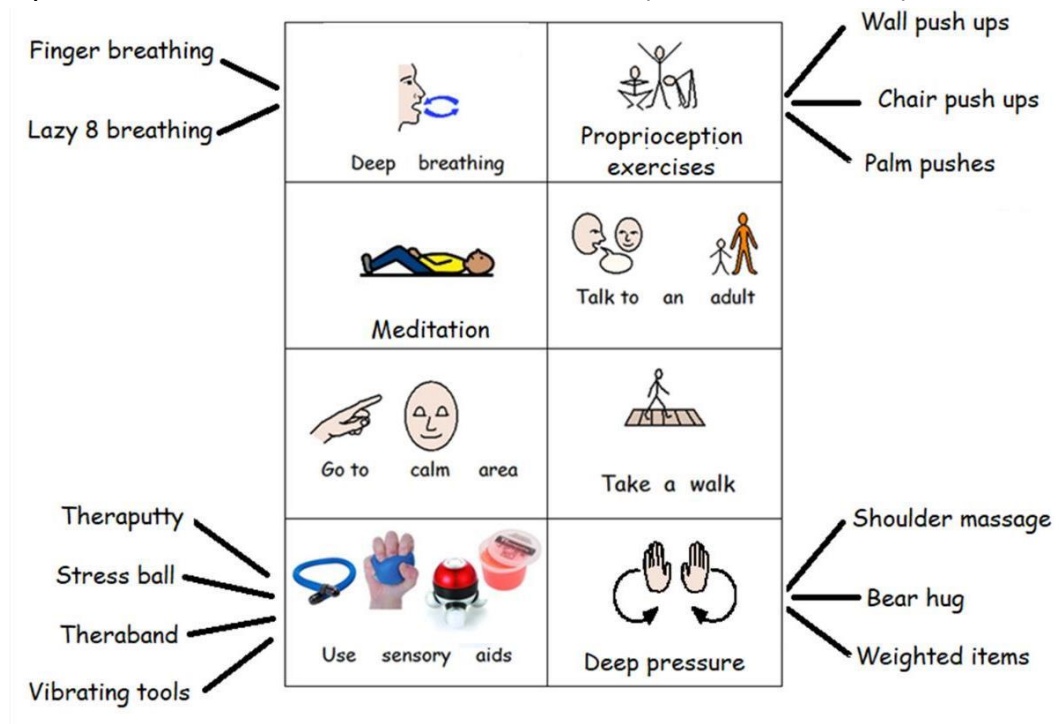 Finger breathing
Lazy 8 breathing
Deep breathing
Proprioception
exercises
Wall push ups
Chair push ups
Palm pushes
Meditation
Talk to an adult
Go to calm area
Take a walk
Theraputty
Stress ball
Theraband
Vibrating tools
Use sensory aids
Deep pressure
Shoulder massage
Bear hug
Weighted items